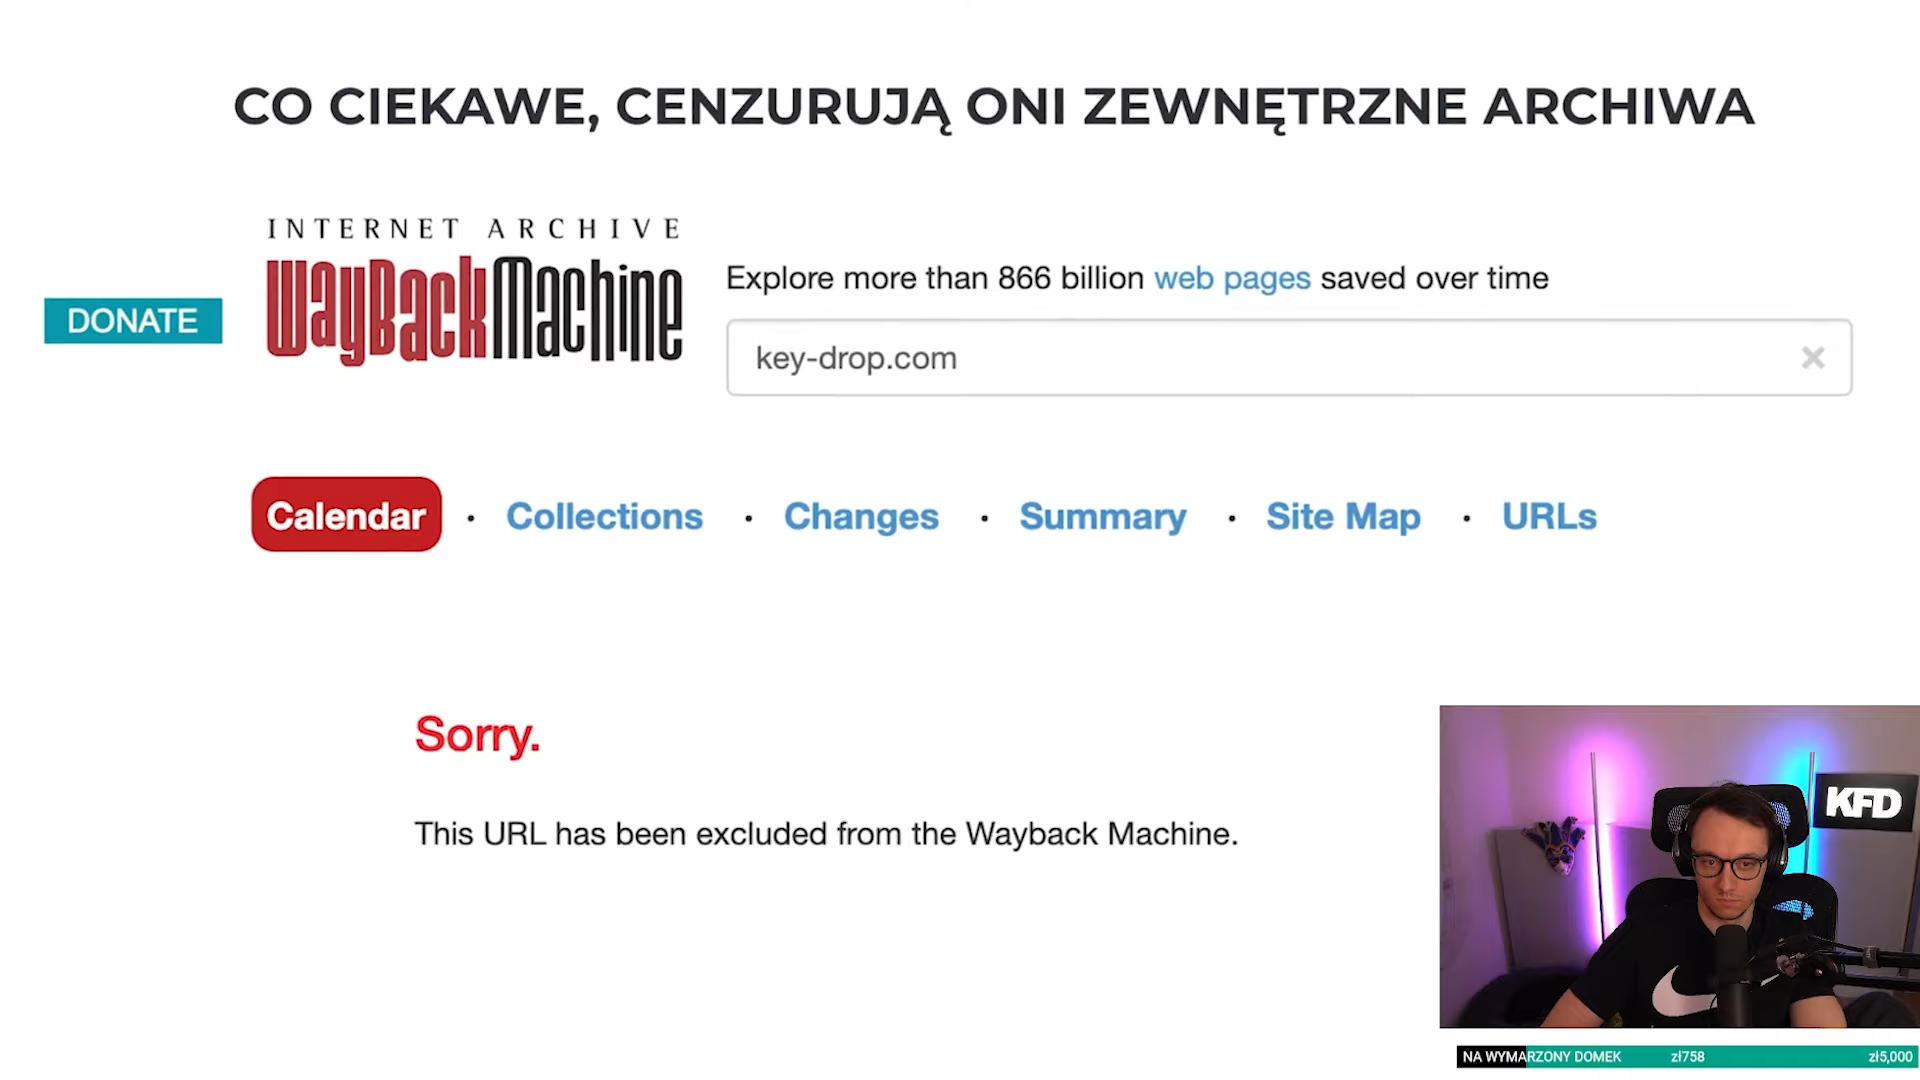 CO CIEKAWE, CENZURUJĄ ONI ZEWNĘTRZNE ARCHIWA
INTERNET ARCHIVE
WayBackMachine
DONATE
Explore more than 866 billion web pages saved over time
key-drop.com
Calendar · Collections · Changes · Summary · Site Map · URLs
Sorry.
This URL has been excluded from the Wayback Machine.
KFD
NA WYMARZONY DOMEK zł758 zł5,000